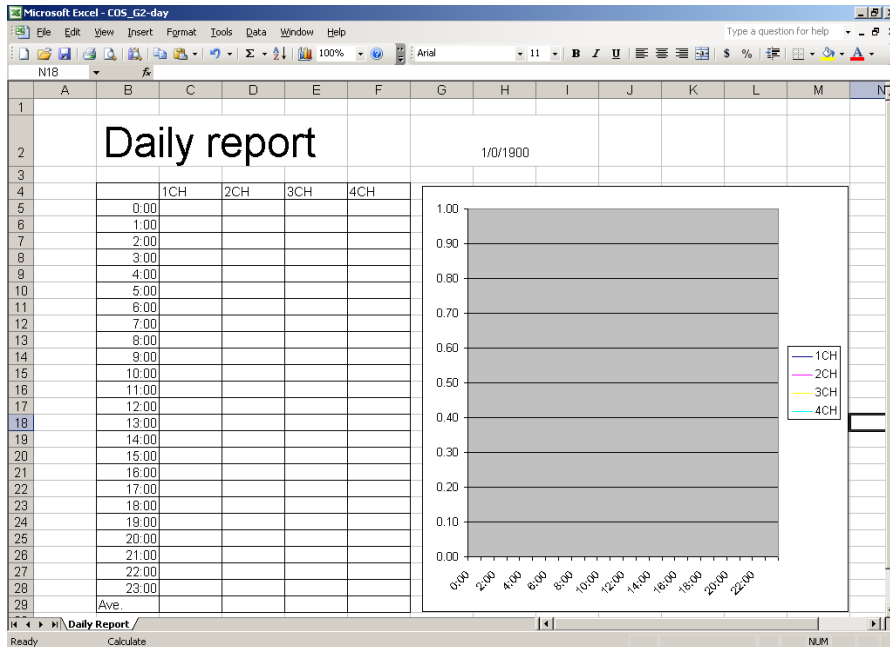 Microsoft Excel - COS_G2-day
File Edit View Insert Format Tools Data Window Help
Type a question for help
100%
Arial
11
B I U
$ %
N18
fx
A B C D E F G H I J K L M N
1
2 Daily report 1/0/1900
3
4 1CH 2CH 3CH 4CH
5 0:00
6 1:00
7 2:00
8 3:00
9 4:00
10 5:00
11 6:00
12 7:00
13 8:00
14 9:00
15 10:00
16 11:00
17 12:00
18 13:00
19 14:00
20 15:00
21 16:00
22 17:00
23 18:00
24 19:00
25 20:00
26 21:00
27 22:00
28 23:00
29 Ave.
1.00
0.90
0.80
0.70
0.60
0.50
0.40
0.30
0.20
0.10
0.00
0:00 2:00 4:00 6:00 8:00 10:00 12:00 14:00 16:00 18:00 20:00 22:00
1CH
2CH
3CH
4CH
Daily Report
Ready Calculate NUM